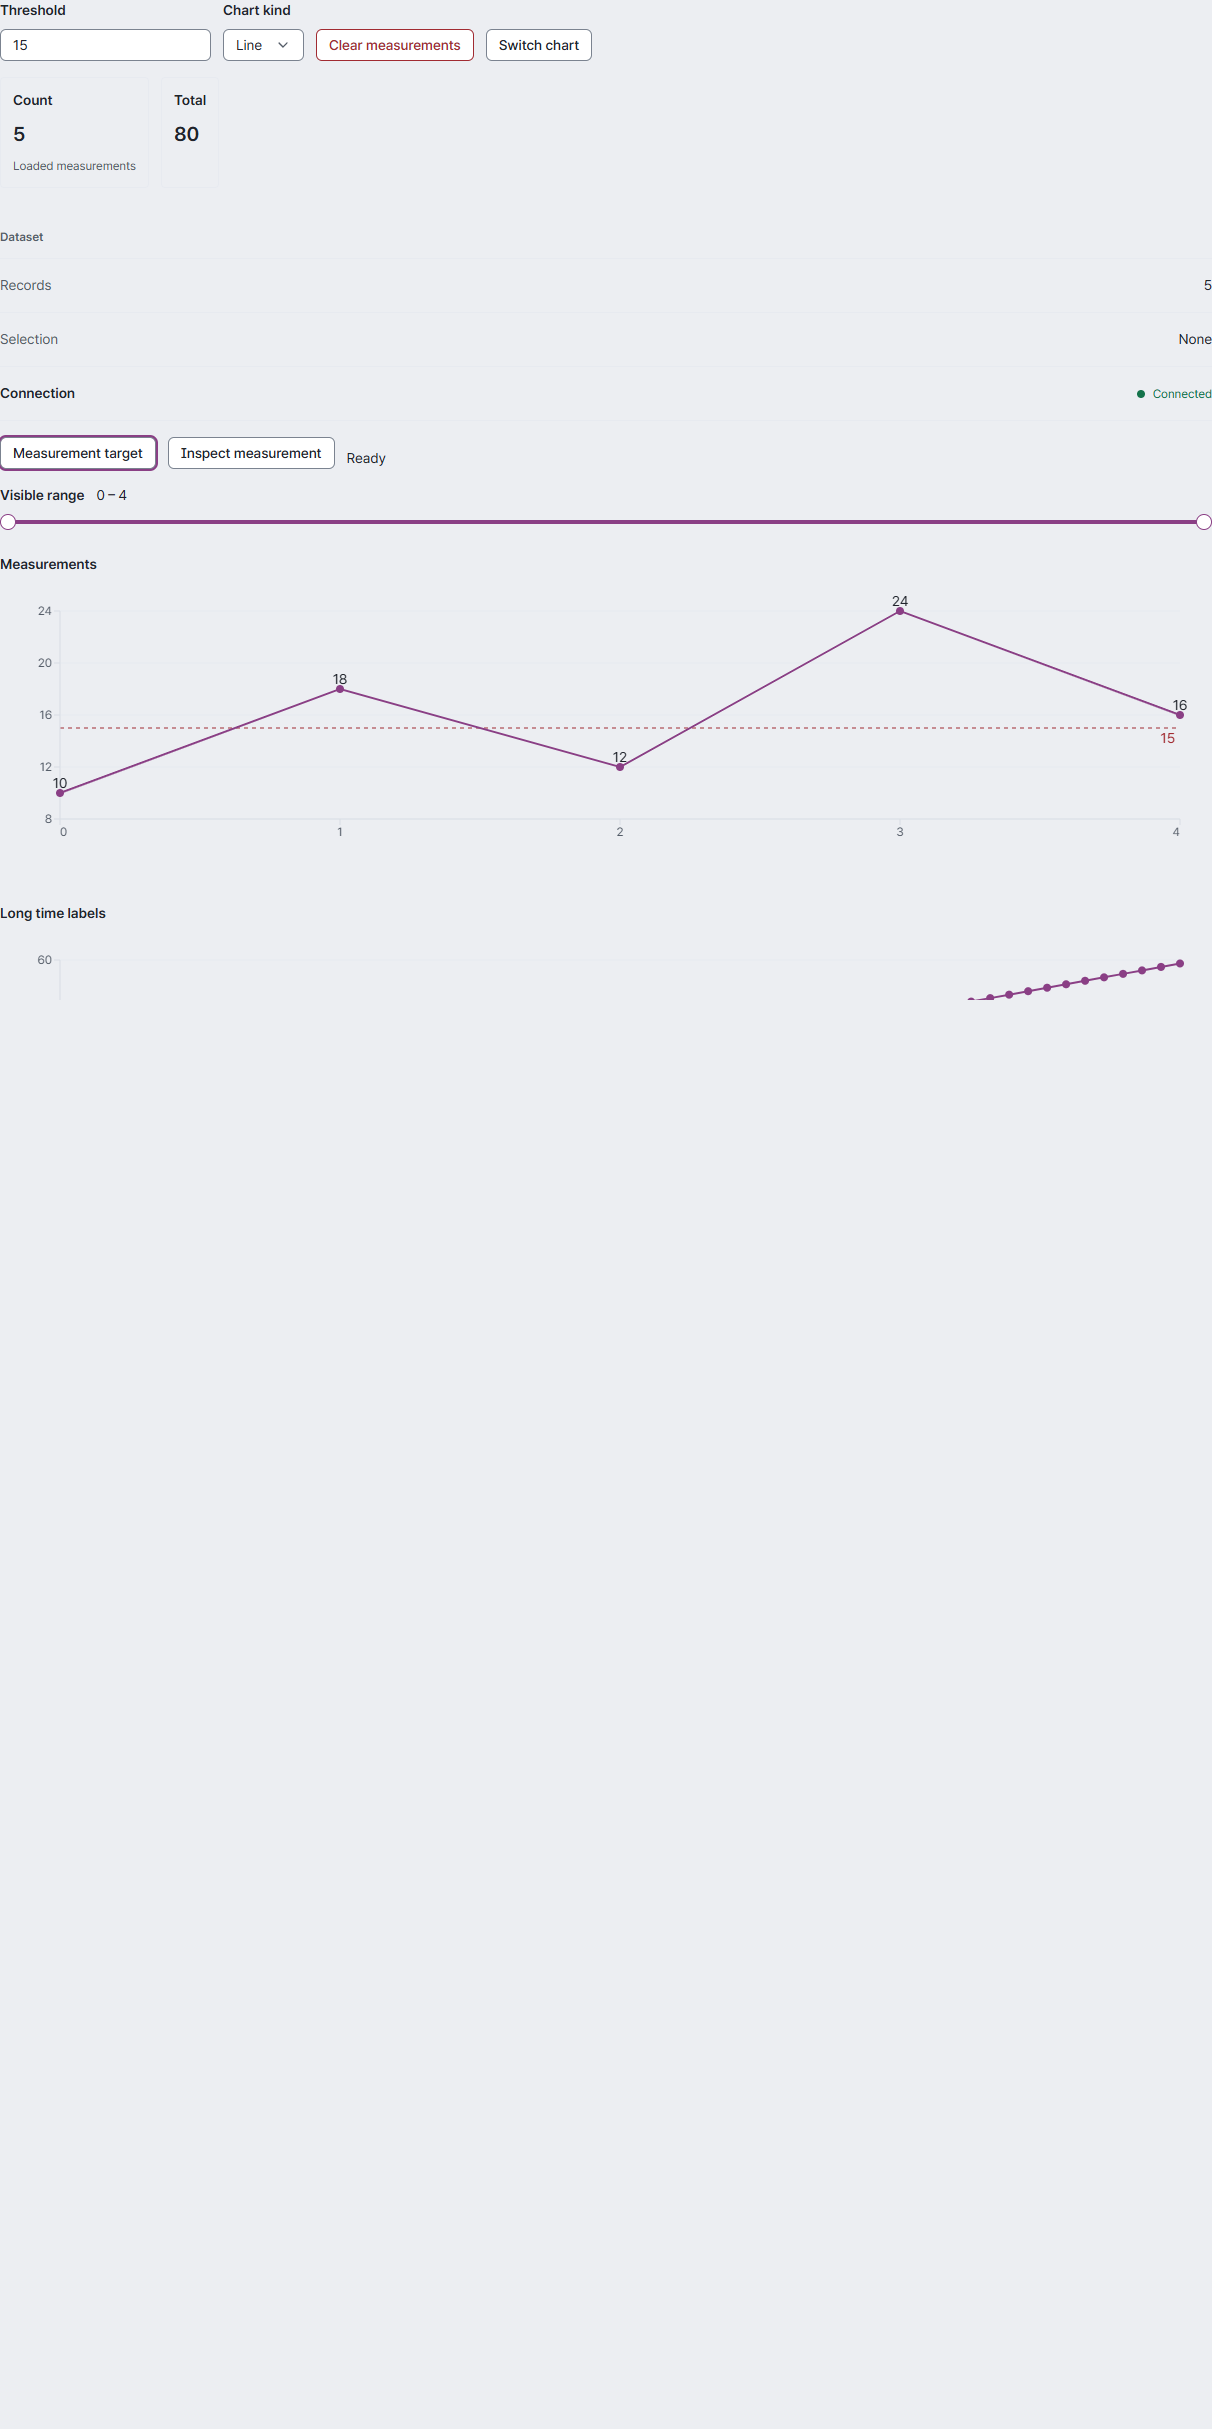 Threshold
Chart kind
15
Line
Clear measurements
Switch chart
Count
Total
5
80
Loaded measurements
Dataset
Records
5
Selection
None
Connection
Connected
Measurement target
Inspect measurement
Ready
Visible range
0 – 4
Measurements
24
24
20
18
16
16
15
12
12
10
8
0
1
2
3
4
Long time labels
60